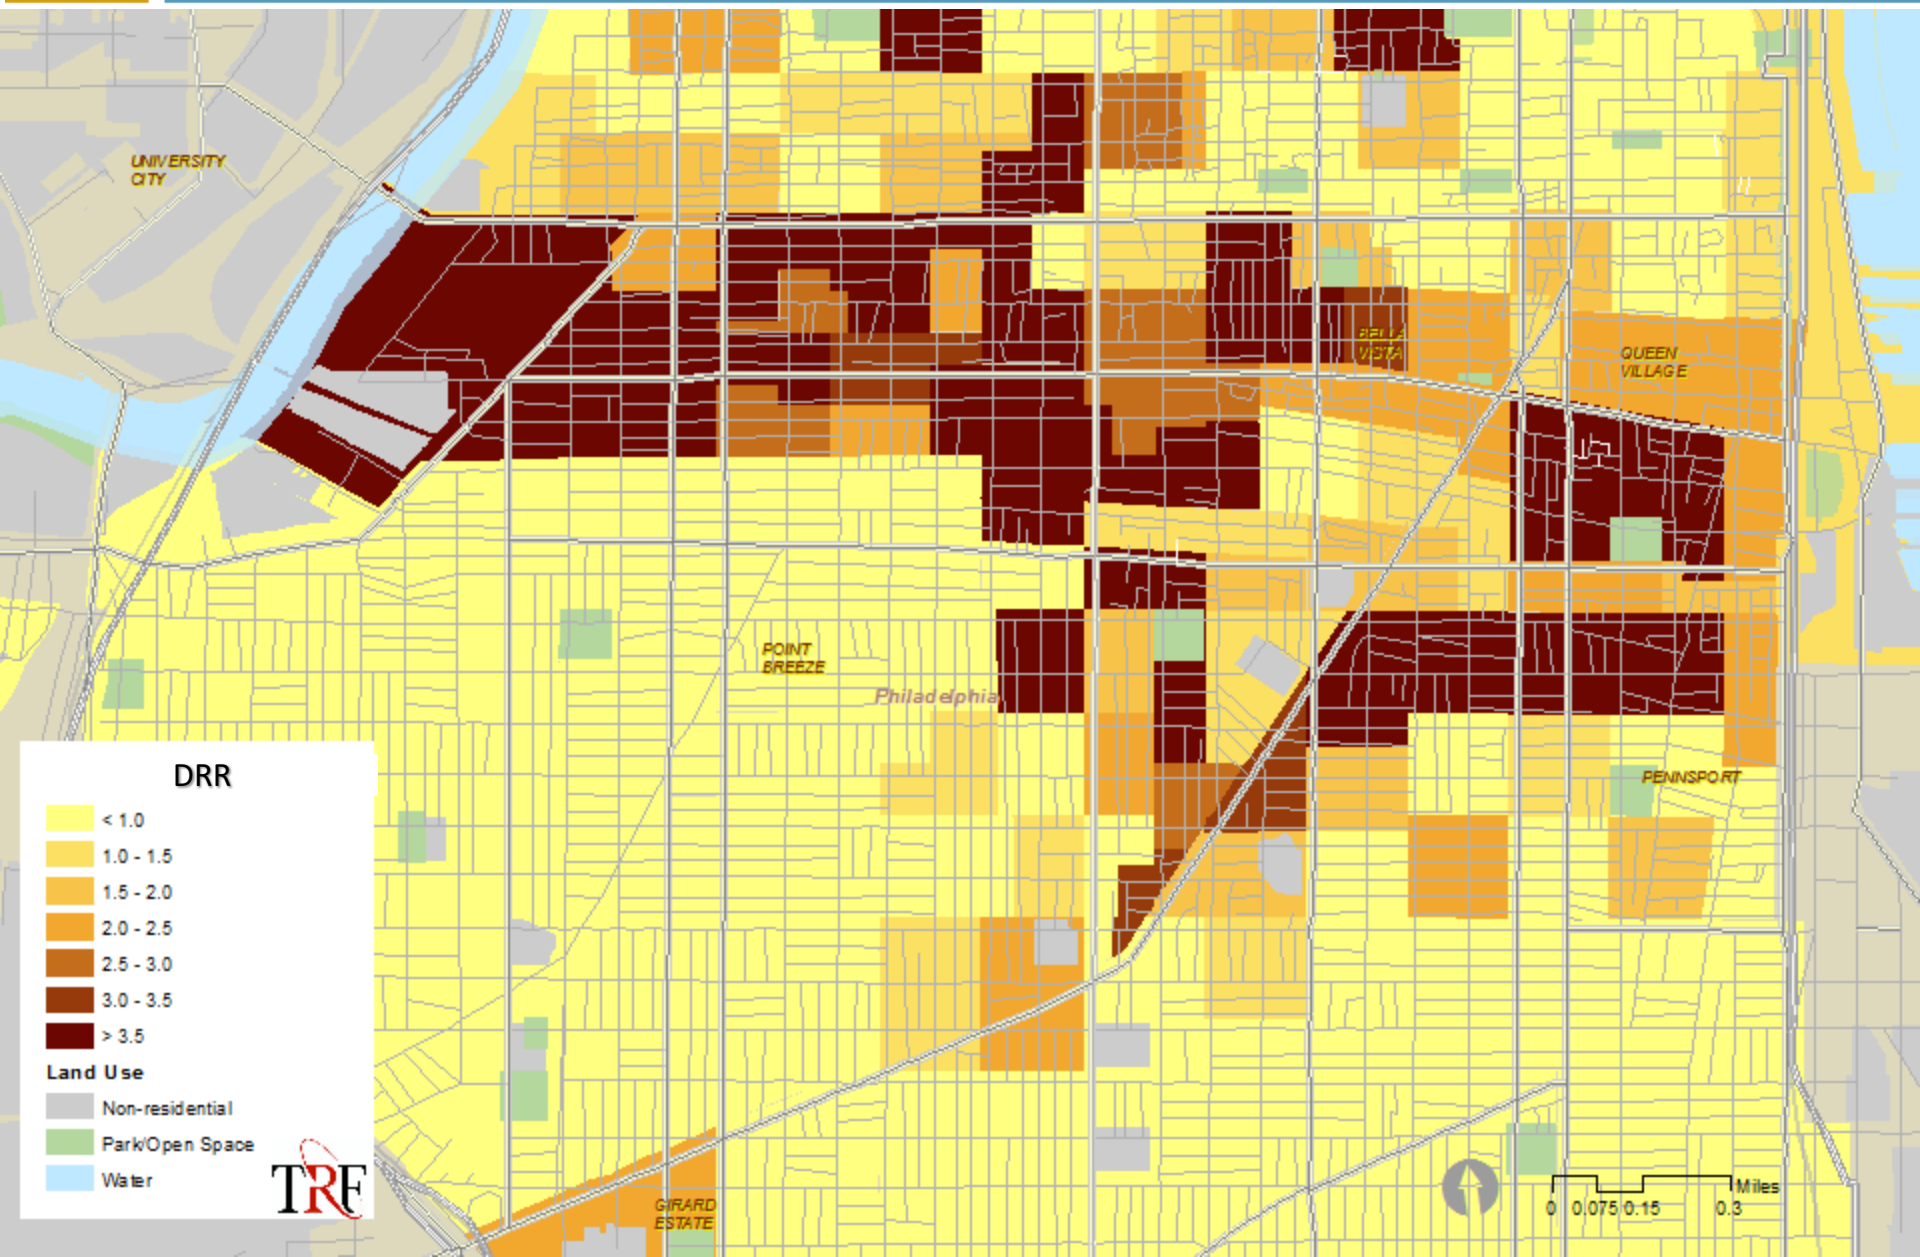 UNIVERSITY
CITY
BELLA
VISTA
QUEEN
VILLAGE
POINT
BREEZE
Philadelphia
PENNSPORT
GIRARD
ESTATE
DRR
< 1.0
1.0 - 1.5
1.5 - 2.0
2.0 - 2.5
2.5 - 3.0
3.0 - 3.5
> 3.5
Land Use
Non-residential
Park/Open Space
Water
TRF
Miles
0 0.075 0.15 0.3